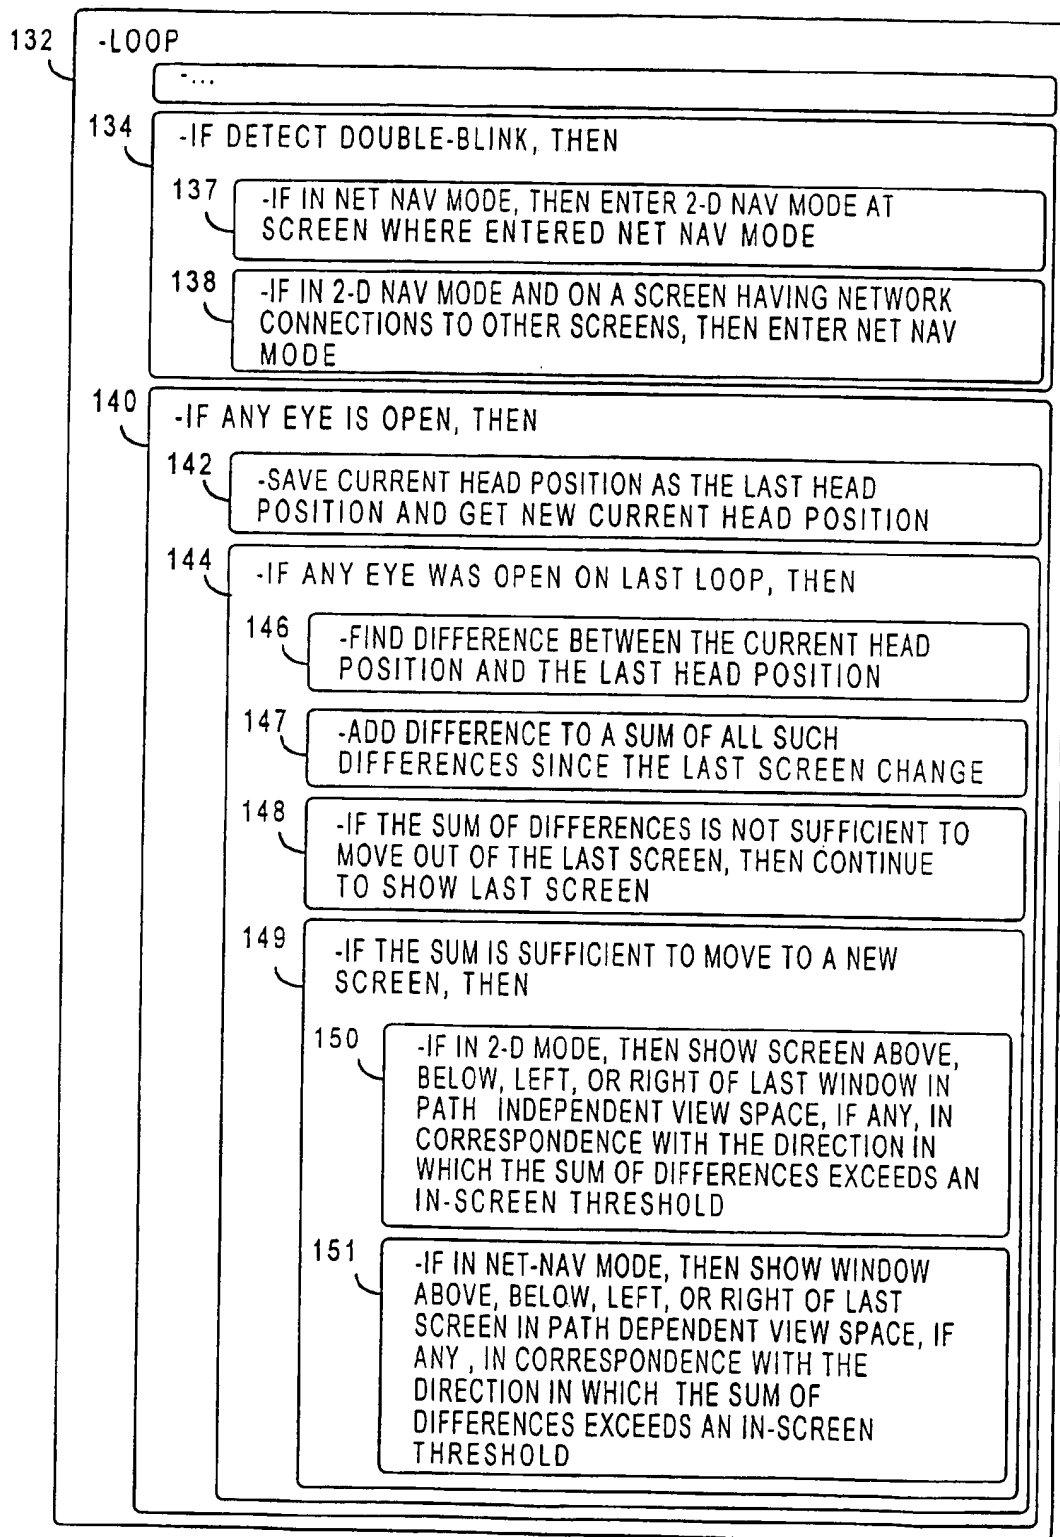 132
-LOOP
-...
134
-IF DETECT DOUBLE-BLINK, THEN
137
-IF IN NET NAV MODE, THEN ENTER 2-D NAV MODE AT
SCREEN WHERE ENTERED NET NAV MODE
138
-IF IN 2-D NAV MODE AND ON A SCREEN HAVING NETWORK
CONNECTIONS TO OTHER SCREENS, THEN ENTER NET NAV
MODE
140
-IF ANY EYE IS OPEN, THEN
142
-SAVE CURRENT HEAD POSITION AS THE LAST HEAD
POSITION AND GET NEW CURRENT HEAD POSITION
144
-IF ANY EYE WAS OPEN ON LAST LOOP, THEN
146
-FIND DIFFERENCE BETWEEN THE CURRENT HEAD
POSITION AND THE LAST HEAD POSITION
147
-ADD DIFFERENCE TO A SUM OF ALL SUCH
DIFFERENCES SINCE THE LAST SCREEN CHANGE
148
-IF THE SUM OF DIFFERENCES IS NOT SUFFICIENT TO
MOVE OUT OF THE LAST SCREEN, THEN CONTINUE
TO SHOW LAST SCREEN
149
-IF THE SUM IS SUFFICIENT TO MOVE TO A NEW
SCREEN, THEN
150
-IF IN 2-D MODE, THEN SHOW SCREEN ABOVE,
BELOW, LEFT, OR RIGHT OF LAST WINDOW IN
PATH INDEPENDENT VIEW SPACE, IF ANY, IN
CORRESPONDENCE WITH THE DIRECTION IN
WHICH THE SUM OF DIFFERENCES EXCEEDS AN
IN-SCREEN THRESHOLD
151
-IF IN NET-NAV MODE, THEN SHOW WINDOW
ABOVE, BELOW, LEFT, OR RIGHT OF LAST
SCREEN IN PATH DEPENDENT VIEW SPACE, IF
ANY , IN CORRESPONDENCE WITH THE
DIRECTION IN WHICH THE SUM OF
DIFFERENCES EXCEEDS AN IN-SCREEN
THRESHOLD